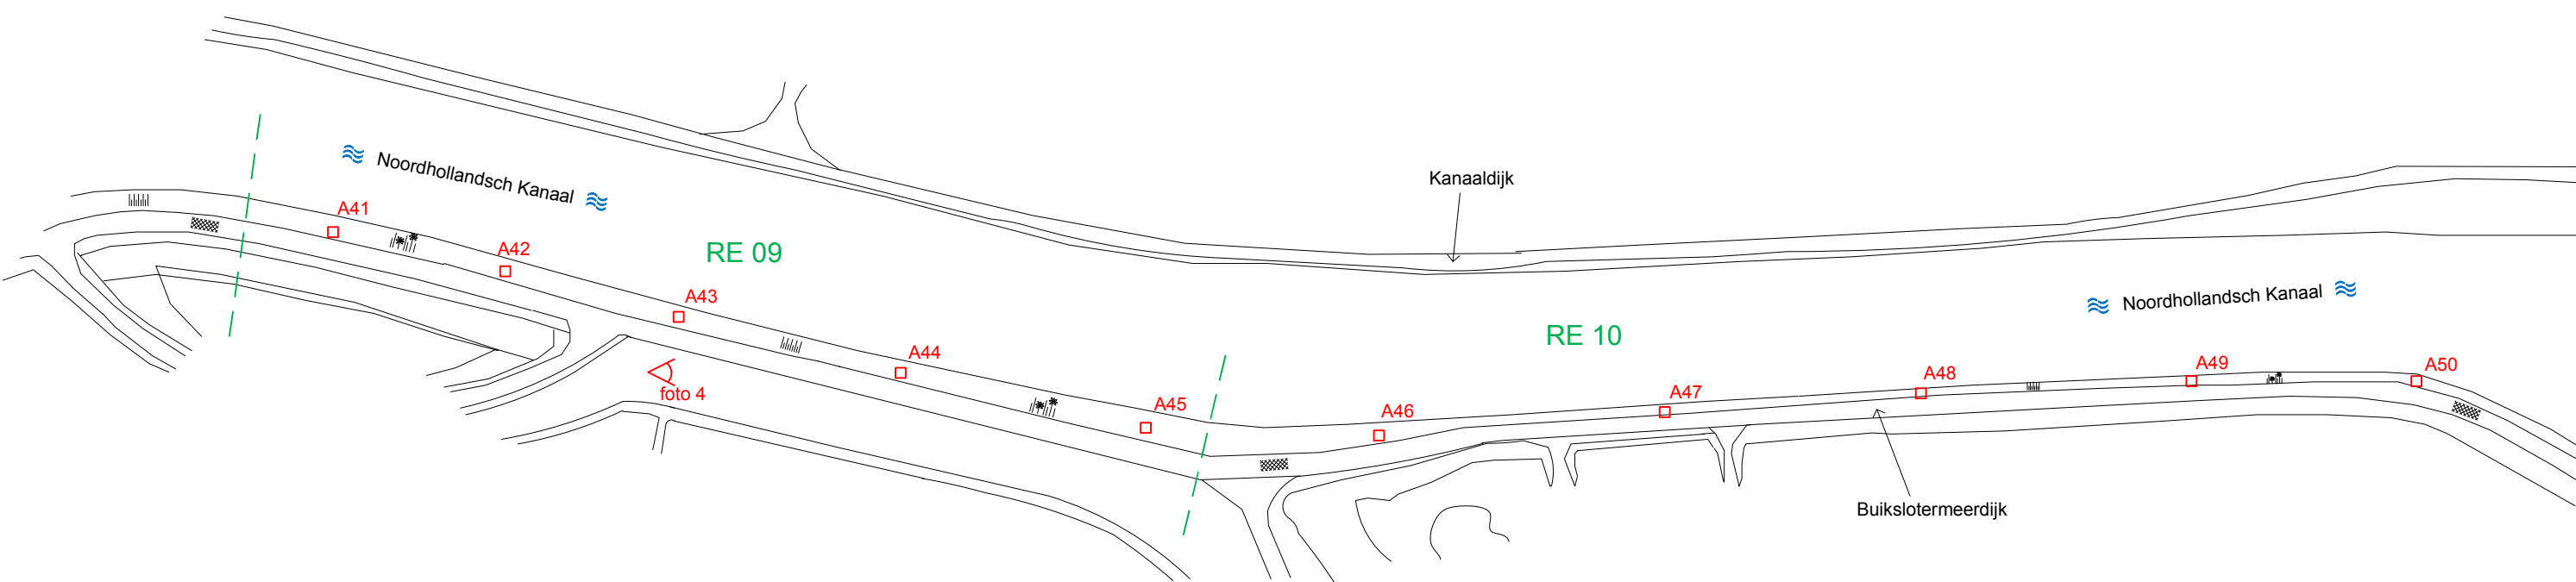 Noordhollandsch Kanaal
Kanaaldijk
A41
A42
RE 09
A43
A44
foto 4
A45
RE 10
A46
A47
A48
Noordhollandsch Kanaal
A49
A50
Buikslotermeerdijk